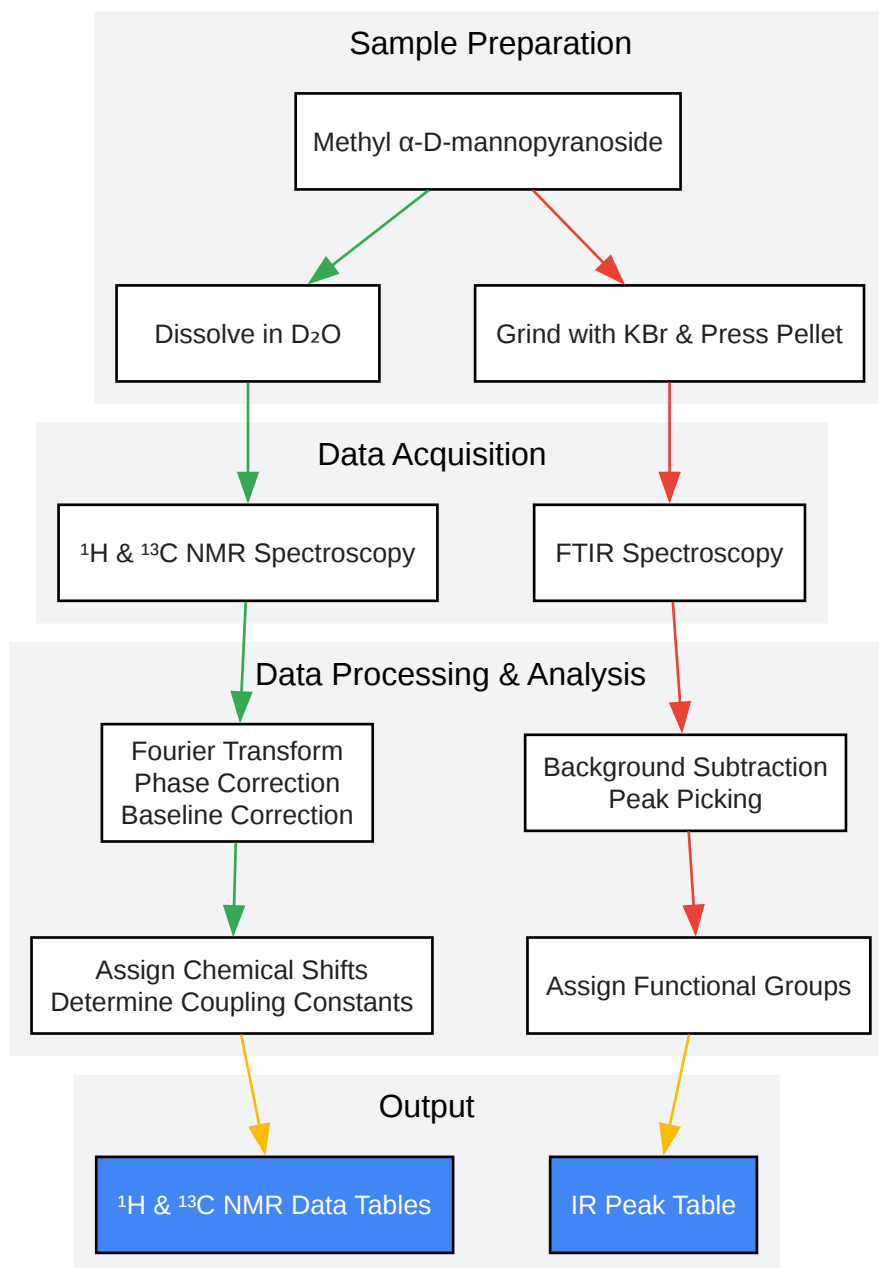 Sample Preparation
Methyl α-D-mannopyranoside
Dissolve in D₂O
Grind with KBr & Press Pellet
Data Acquisition
¹H & ¹³C NMR Spectroscopy
FTIR Spectroscopy
Data Processing & Analysis
Fourier Transform
Phase Correction
Baseline Correction
Background Subtraction
Peak Picking
Assign Chemical Shifts
Determine Coupling Constants
Assign Functional Groups
Output
¹H & ¹³C NMR Data Tables
IR Peak Table